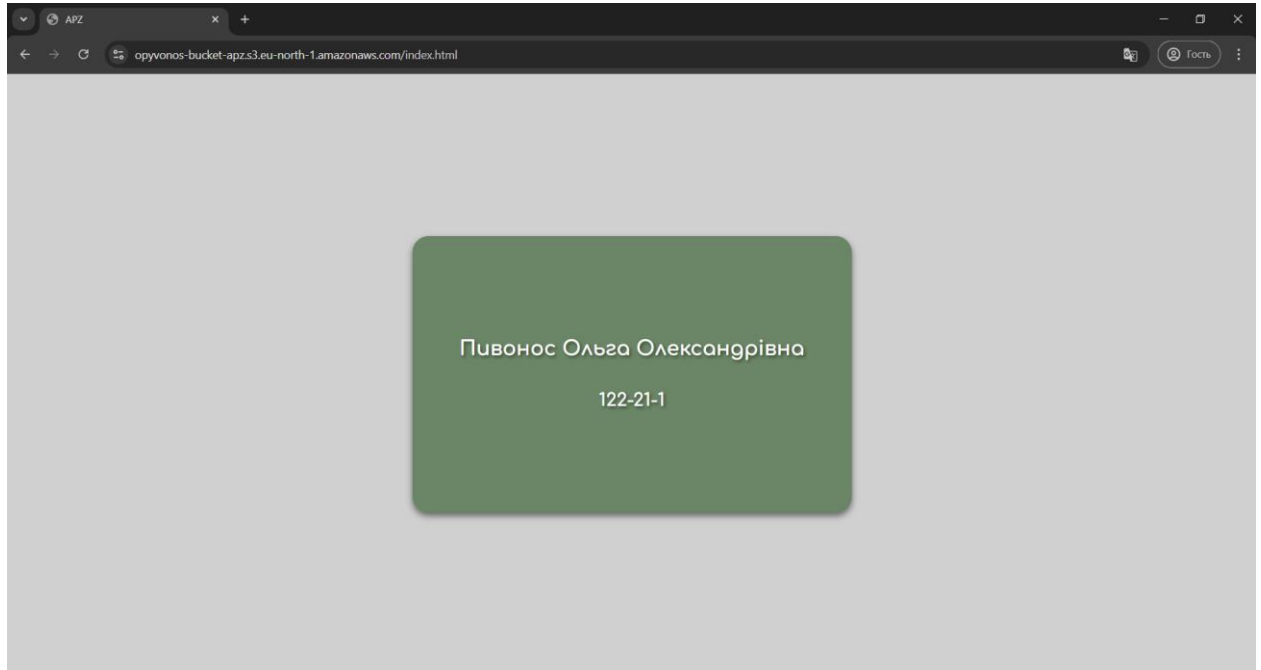 APZ
opyvonos-bucket-apz.s3.eu-north-1.amazonaws.com/index.html
Гость
Пивонос Ольга Олександрівна
122-21-1